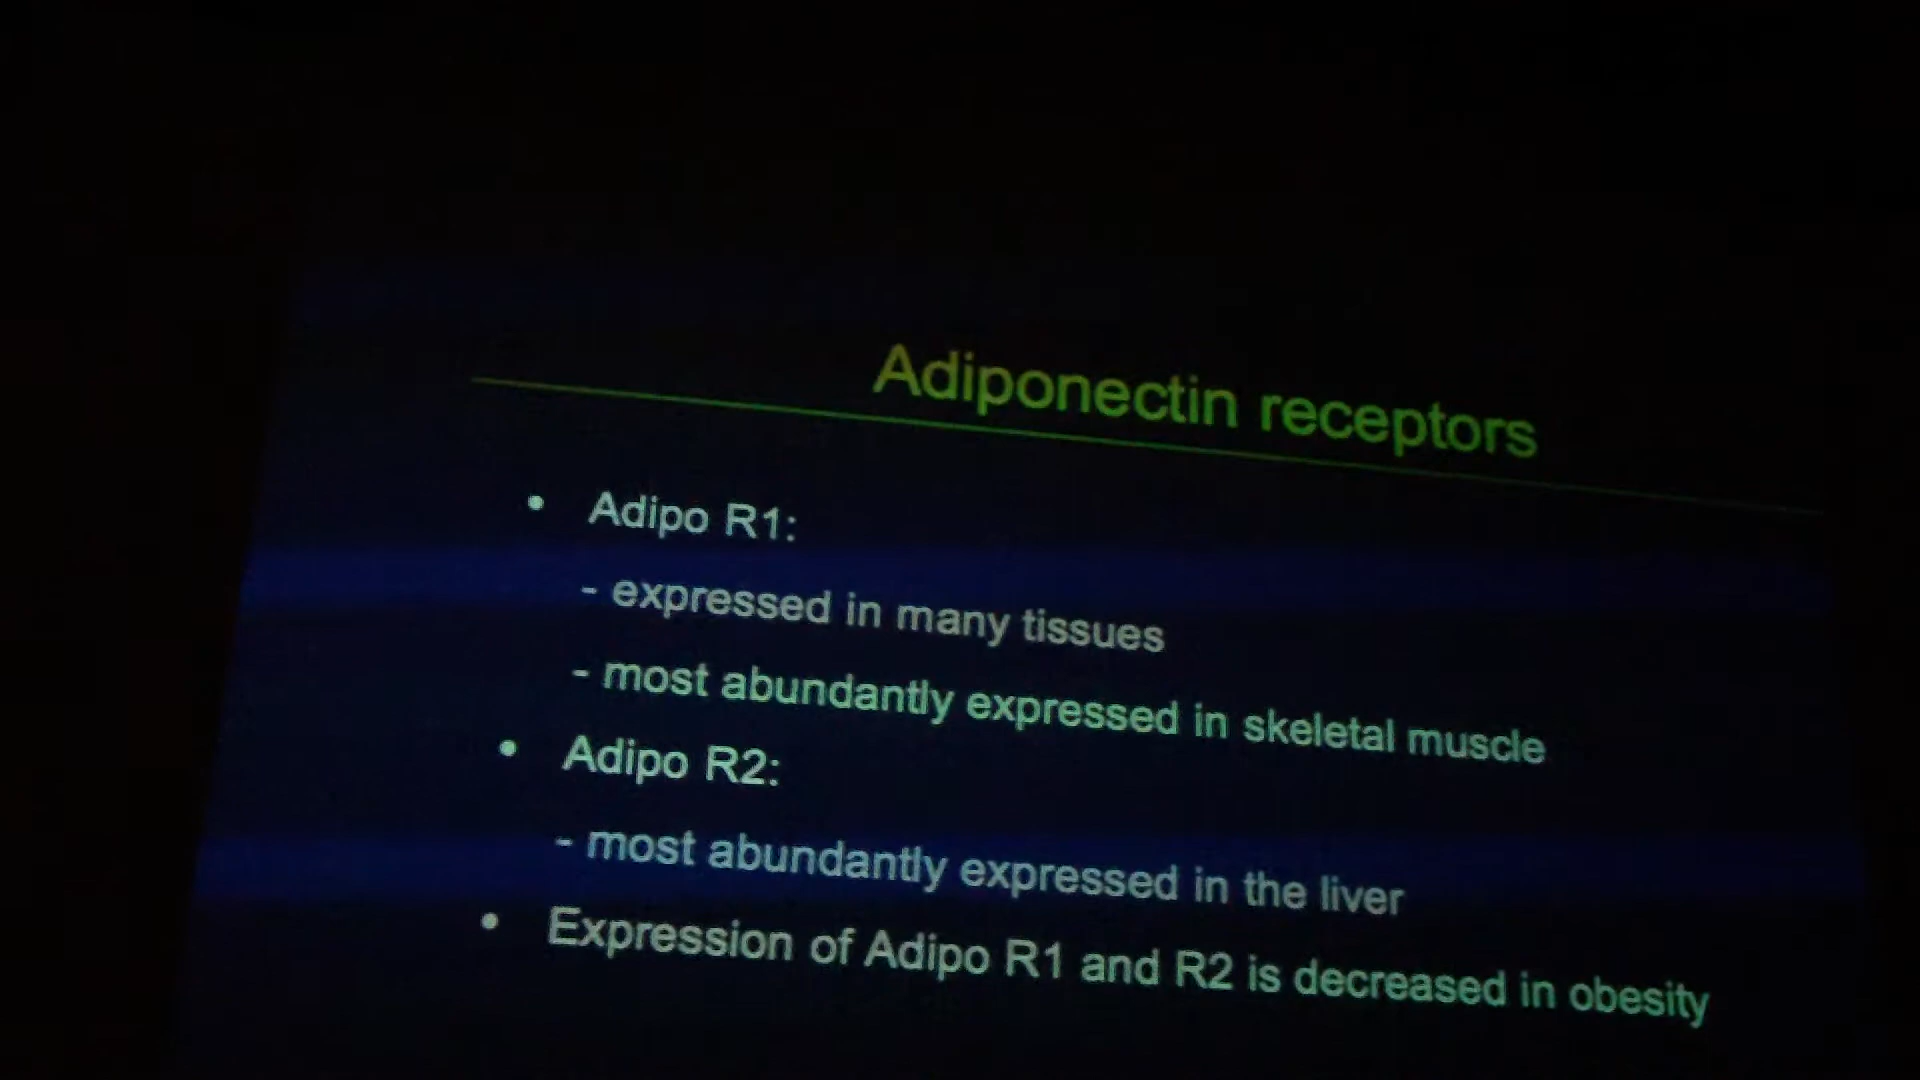 Adiponectin receptors
• Adipo R1:
- expressed in many tissues
- most abundantly expressed in skeletal muscle
• Adipo R2:
- most abundantly expressed in the liver
• Expression of Adipo R1 and R2 is decreased in obesity